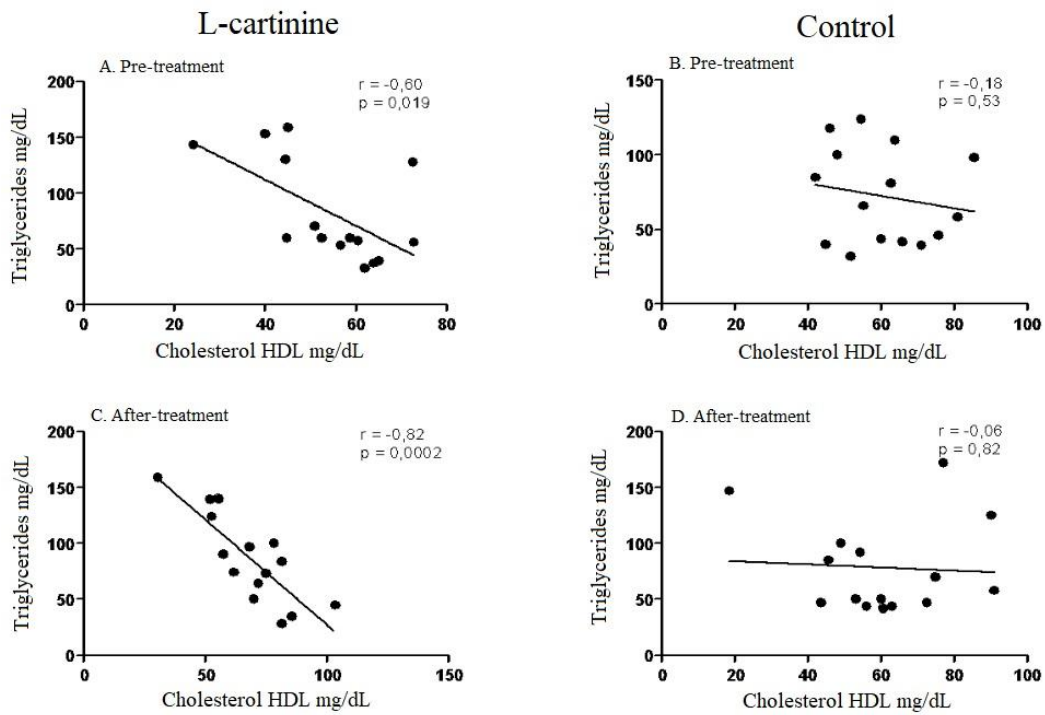 L-cartinine
Control
A. Pre-treatment
r = -0,60
p = 0,019
Triglycerides mg/dL
200
150
100
50
0
0 20 40 60 80
Cholesterol HDL mg/dL
B. Pre-treatment
r = -0,18
p = 0,53
Triglycerides mg/dL
150
100
50
0
0 20 40 60 80 100
Cholesterol HDL mg/dL
C. After-treatment
r = -0,82
p = 0,0002
Triglycerides mg/dL
200
150
100
50
0
0 50 100 150
Cholesterol HDL mg/dL
D. After-treatment
r = -0,06
p = 0,82
Triglycerides mg/dL
200
150
100
50
0
0 20 40 60 80 100
Cholesterol HDL mg/dL